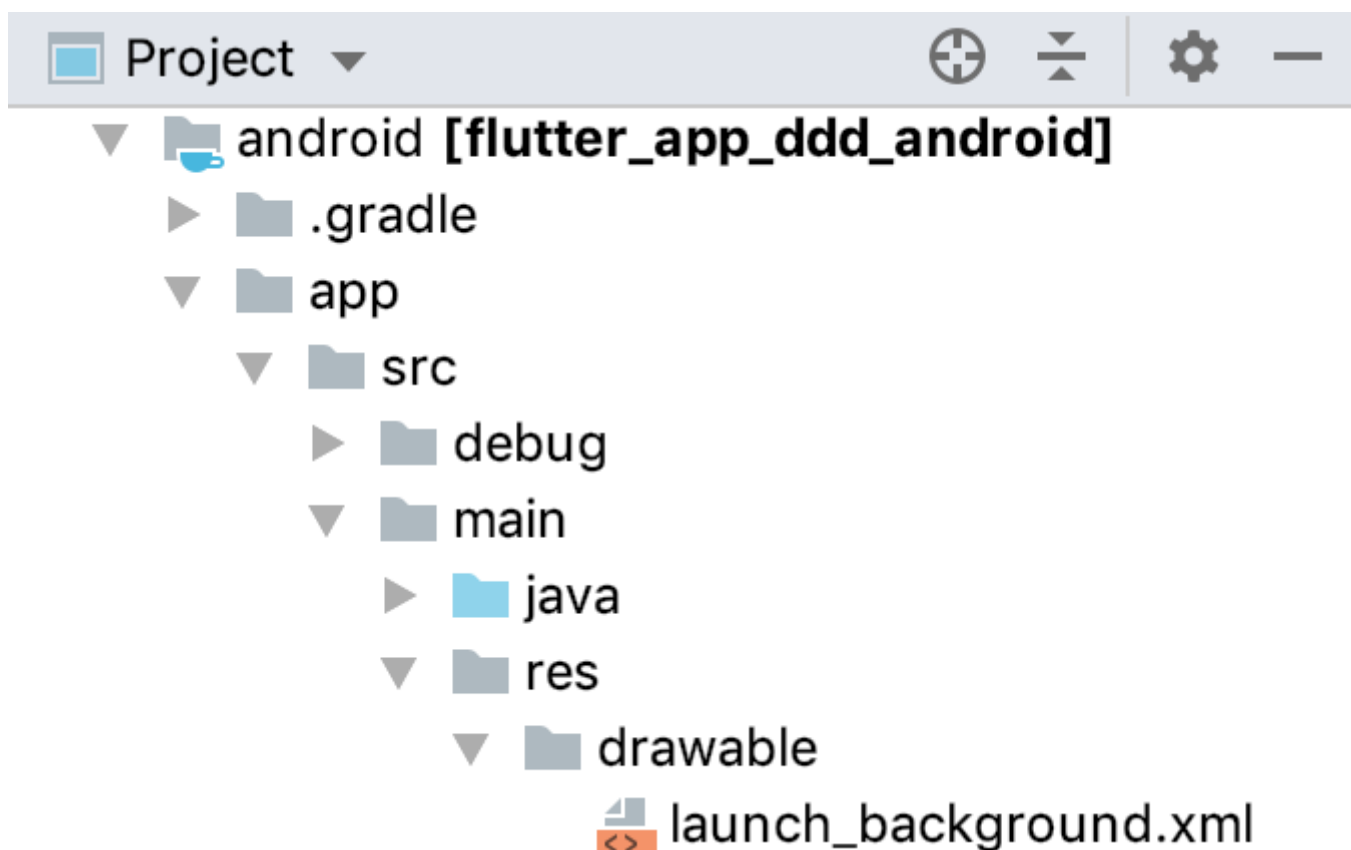 Project
android [flutter_app_ddd_android]
.gradle
app
src
debug
main
java
res
drawable
launch_background.xml